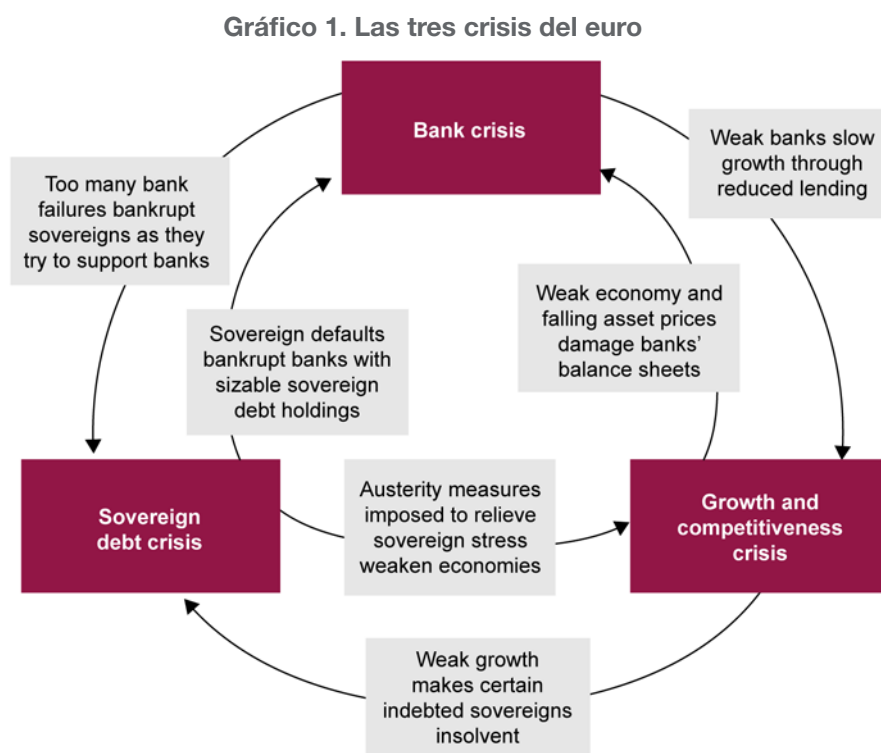 Gráfico 1. Las tres crisis del euro
Bank crisis
Weak banks slow
growth through
reduced lending
Too many bank
failures bankrupt
sovereigns as they
try to support banks
Weak economy and
falling asset prices
damage banks’
balance sheets
Sovereign defaults
bankrupt banks with
sizable sovereign
debt holdings
Sovereign
debt crisis
Austerity measures
imposed to relieve
sovereign stress
weaken economies
Growth and
competitiveness
crisis
Weak growth
makes certain
indebted sovereigns
insolvent